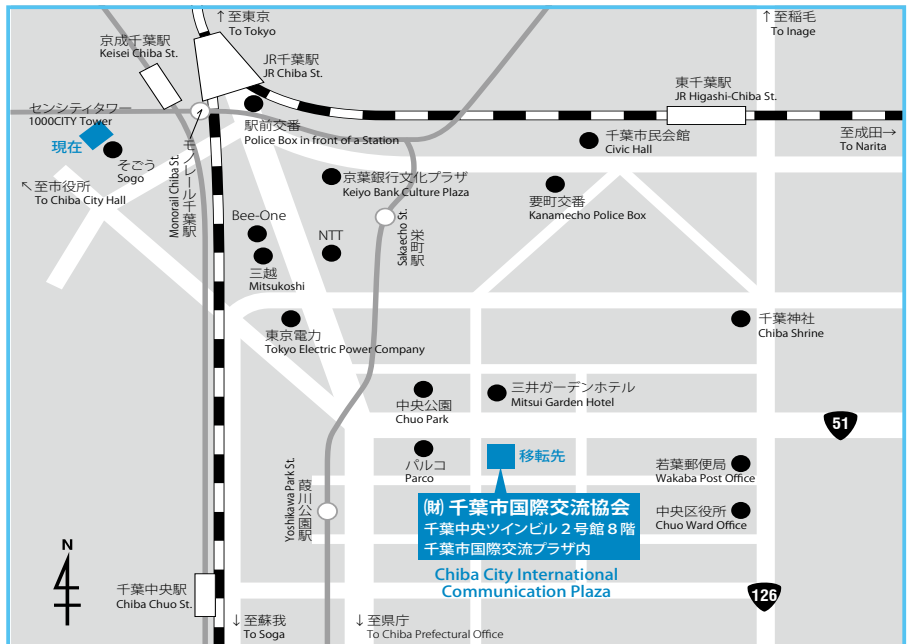 ↑至東京
To Tokyo
↑至稲毛
To Inage
京成千葉駅
Keisei Chiba St.
JR千葉駅
JR Chiba St.
東千葉駅
JR Higashi-Chiba St.
センシティタワー
1000CITY Tower
現在
そごう
Sogo
駅前交番
Police Box in front of a Station
千葉市民会館
Civic Hall
至成田→
To Narita
↖至市役所
To Chiba City Hall
モノレール千葉駅
Monorail Chiba St.
京葉銀行文化プラザ
Keiyo Bank Culture Plaza
要町交番
Kanamecho Police Box
Bee-One
三越
Mitsukoshi
NTT
栄町駅
Sakaecho St.
東京電力
Tokyo Electric Power Company
千葉神社
Chiba Shrine
中央公園
Chuo Park
三井ガーデンホテル
Mitsui Garden Hotel
51
パルコ
Parco
移転先
若葉郵便局
Wakaba Post Office
葭川公園駅
Yoshikawa Park St.
㈶千葉市国際交流協会
千葉中央ツインビル2号館8階
千葉市国際交流プラザ内
中央区役所
Chuo Ward Office
Chiba City International
Communication Plaza
N
千葉中央駅
Chiba Chuo St.
126
↓至蘇我
To Soga
↓至県庁
To Chiba Prefectural Office